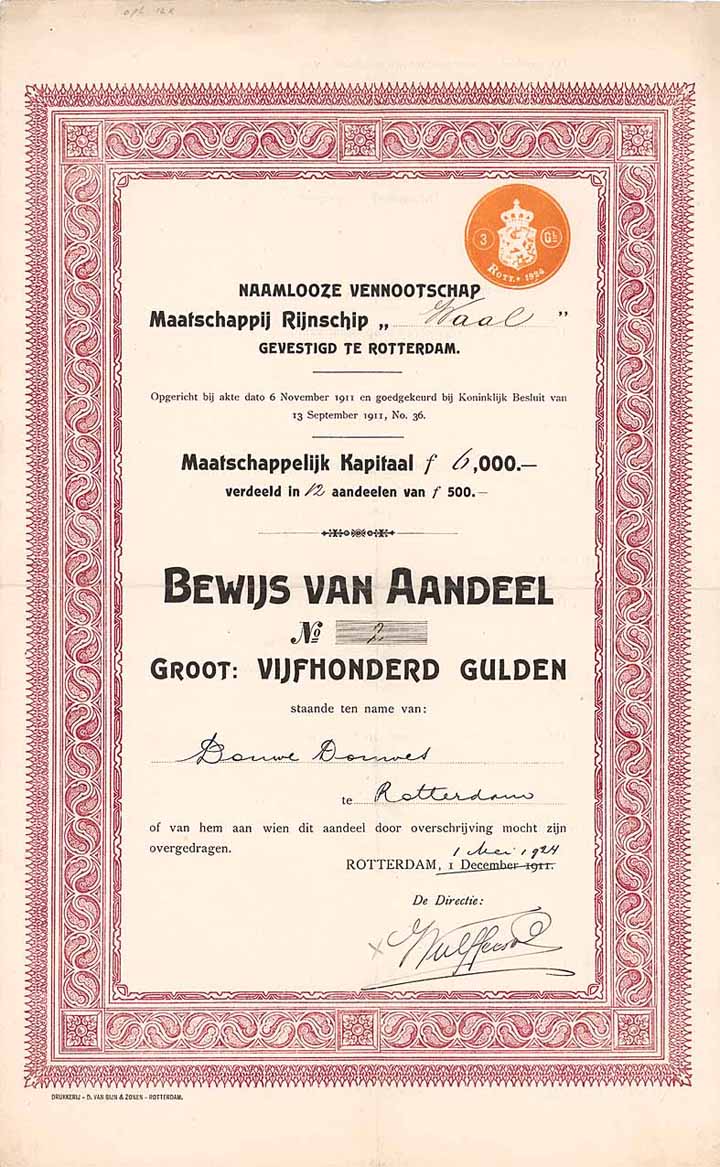 opl. 12x
3 Gl.
ROTT. 1924
NAAMLOOZE VENNOOTSCHAP
Maatschappij Rijnschip „ Waal ”
GEVESTIGD TE ROTTERDAM.
Opgericht bij akte dato 6 November 1911 en goedgekeurd bij Koninklijk Besluit van
13 September 1911, No. 36.
Maatschappelijk Kapitaal f 6,000.—
verdeeld in 12 aandeelen van f 500.—
BEWIJS VAN AANDEEL
No 2
GROOT: VIJFHONDERD GULDEN
staande ten name van:
Douwe Douwes
te Rotterdam
of van hem aan wien dit aandeel door overschrijving mocht zijn
overgedragen.
1 Mei 1924
ROTTERDAM, 1 December 1911.
De Directie:
DRUKKERIJ - D. VAN SIJN & ZONEN - ROTTERDAM.